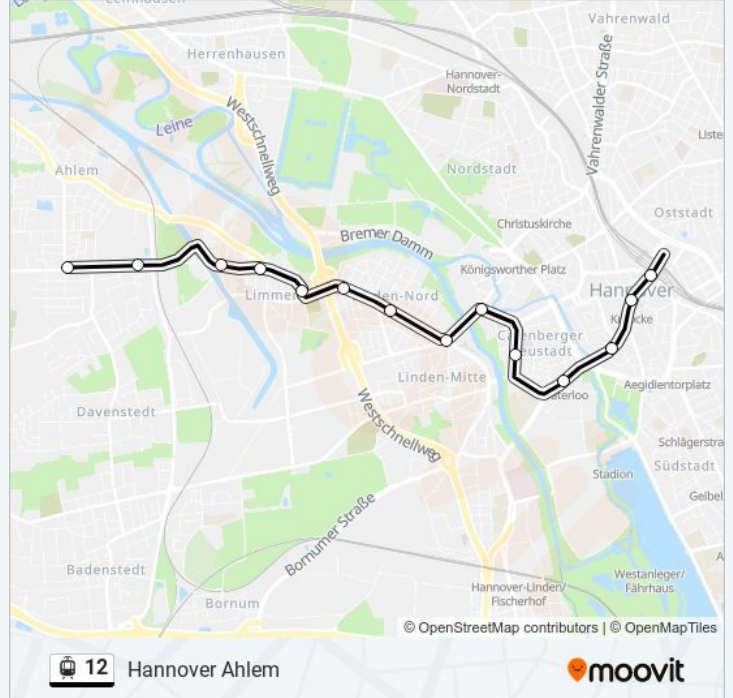 Vahrenwald
Herrenhausen
Hannover-
Nordstadt
Vahrenwalder Straße
Westschnellweg
Leine
Liste
Ahlem
Nordstadt
Oststadt
Christuskirche
Bremer Damm
Königsworther Platz
Hannover
Limmer
den-Nord
Calenberger
Neustadt
Linden-Mitte
Aegidientorplatz
Davenstedt
Westschnellweg
Waterloo
Schlägerstra
Südstadt
Stadion
Geibel
Bornumer Straße
Badenstedt
Westanleger/
Fährhaus
Hannover-Linden/
Fischerhof
Bornum
© OpenStreetMap contributors | © OpenMapTiles
12 Hannover Ahlem
moovit